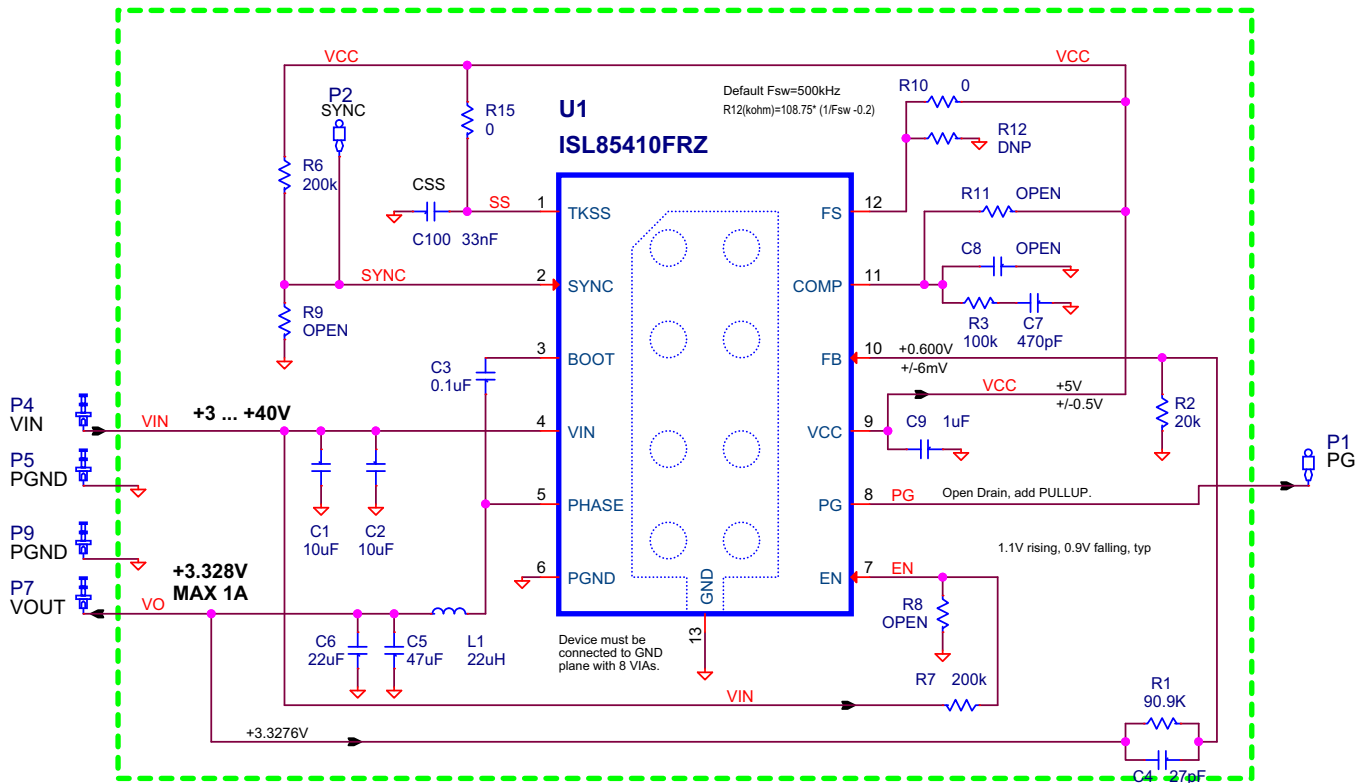 VCC
VCC
P2
SYNC
R15
0
U1
ISL85410FRZ
Default Fsw=500kHz
R12(kohm)=108.75* (1/Fsw -0.2)
R10 0
R12
DNP
R6
200k
CSS
SS
1
TKSS
C100 33nF
FS
12
R11 OPEN
C8 OPEN
SYNC
2
SYNC
COMP
11
R9
OPEN
R3
100k
C7
470pF
3
BOOT
C3
0.1uF
FB
10
+0.600V
+/-6mV
VCC
+5V
+/-0.5V
R2
20k
P4
VIN
VIN
+3 ... +40V
4
VIN
VCC
9
C9 1uF
P1
PG
P5
PGND
C1
10uF
C2
10uF
5
PHASE
PG
8
PG
Open Drain, add PULLUP.
P9
PGND
1.1V rising, 0.9V falling, typ
+3.328V
MAX 1A
6
PGND
GND
EN
7
EN
P7
VOUT
VO
R8
OPEN
C6
22uF
C5
47uF
L1
22uH
Device must be
connected to GND
plane with 8 VIAs.
13
R7 200k
VIN
R1
90.9K
+3.3276V
C4 27pF